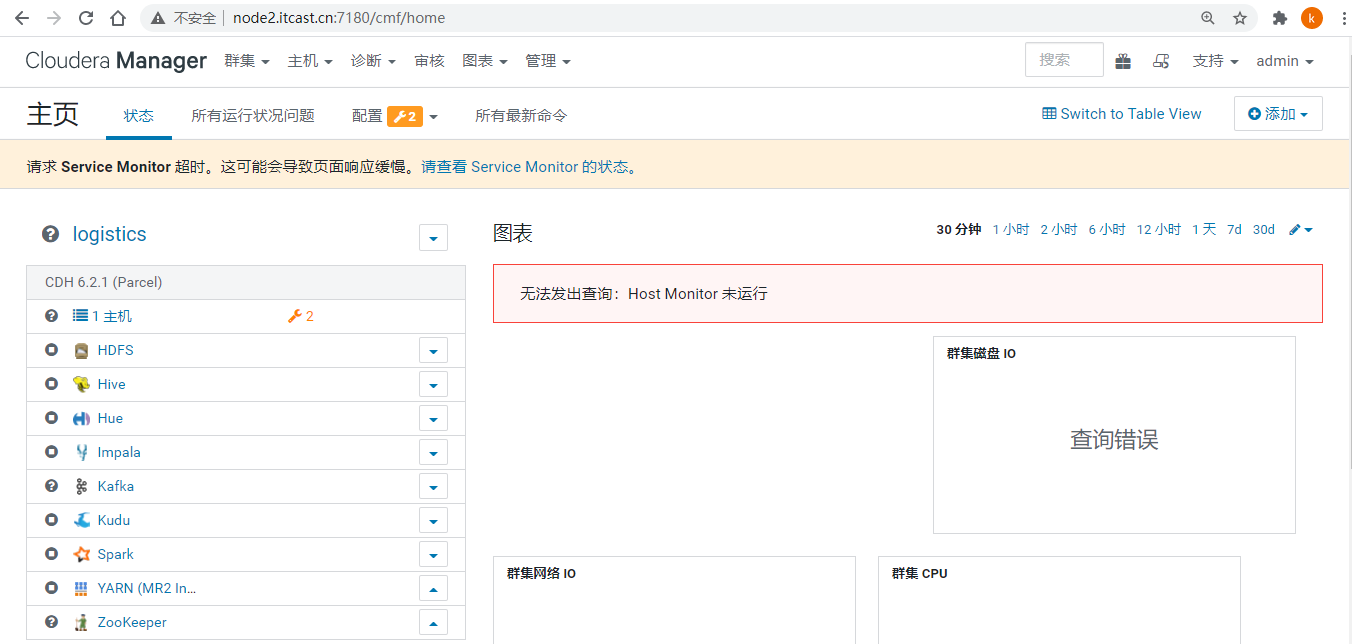 不安全 node2.itcast.cn:7180/cmf/home k
Cloudera Manager 群集 主机 诊断 审核 图表 管理 搜索 支持 admin
主页 状态 所有运行状况问题 配置 2 所有最新命令 Switch to Table View 添加
请求 Service Monitor 超时。这可能会导致页面响应缓慢。请查看 Service Monitor 的状态。
logistics
图表 30 分钟 1 小时 2 小时 6 小时 12 小时 1 天 7d 30d
CDH 6.2.1 (Parcel)
无法发出查询：Host Monitor 未运行
1 主机 2
HDFS
群集磁盘 IO
Hive
Hue
查询错误
Impala
Kafka
Kudu
Spark
群集网络 IO 群集 CPU
YARN (MR2 In...
ZooKeeper